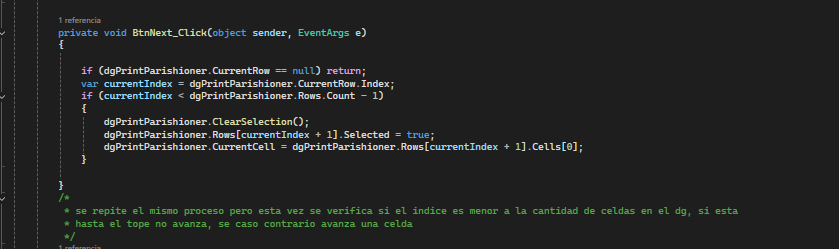 1 referencia
private void BtnNext_Click(object sender, EventArgs e)
{
if (dgPrintParishioner.CurrentRow == null) return;
var currentIndex = dgPrintParishioner.CurrentRow.Index;
if (currentIndex < dgPrintParishioner.Rows.Count - 1)
{
dgPrintParishioner.ClearSelection();
dgPrintParishioner.Rows[currentIndex + 1].Selected = true;
dgPrintParishioner.CurrentCell = dgPrintParishioner.Rows[currentIndex + 1].Cells[0];
}
}
/*
* se repite el mismo proceso pero esta vez se verifica si el indice es menor a la cantidad de celdas en el dg, si esta
* hasta el tope no avanza, se caso contrario avanza una celda
*/
1 referencia